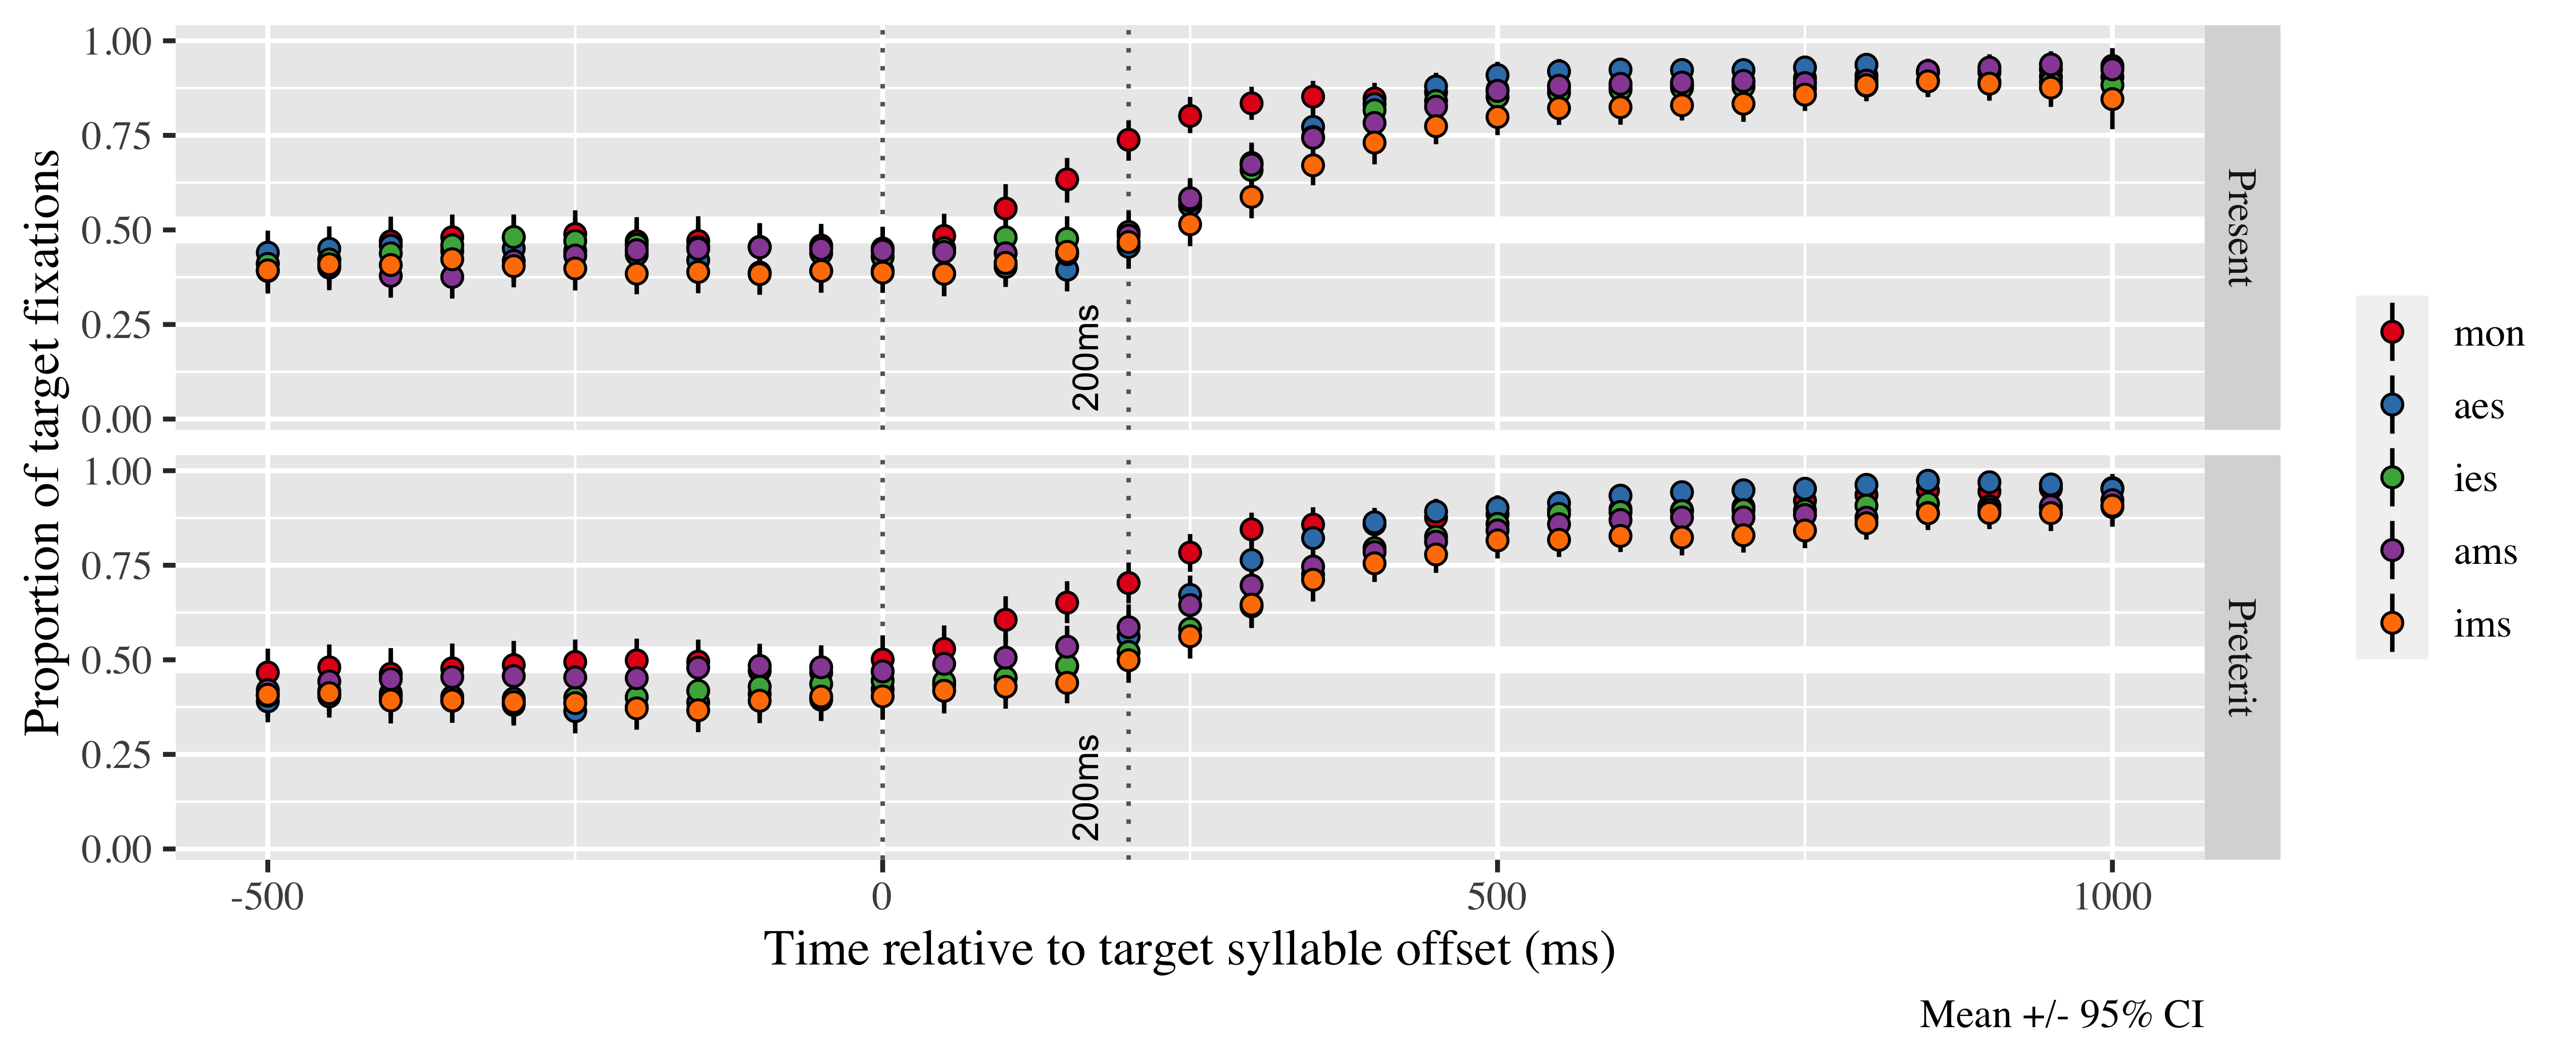 Proportion of target fixations
1.00
0.75
0.50
0.25
0.00
200ms
Present
1.00
0.75
0.50
0.25
0.00
200ms
Preterit
-500
0
500
1000
Time relative to target syllable offset (ms)
Mean +/- 95% CI
mon
aes
ies
ams
ims